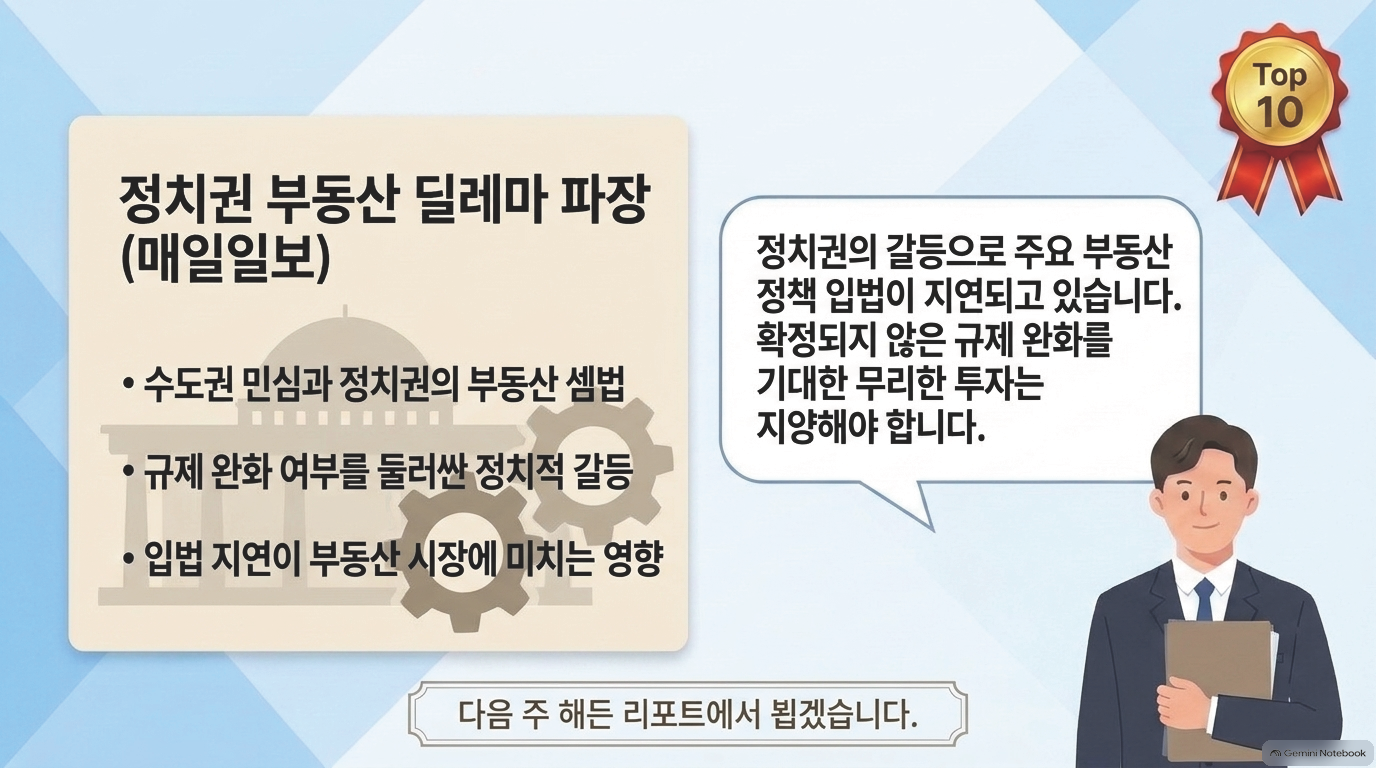 Top
10
정치권 부동산 딜레마 파장
(매일일보)
• 수도권 민심과 정치권의 부동산 셈법
• 규제 완화 여부를 둘러싼 정치적 갈등
• 입법 지연이 부동산 시장에 미치는 영향
정치권의 갈등으로 주요 부동산
정책 입법이 지연되고 있습니다.
확정되지 않은 규제 완화를
기대한 무리한 투자는
지양해야 합니다.
다음 주 해든 리포트에서 뵙겠습니다.
Gemini Notebook